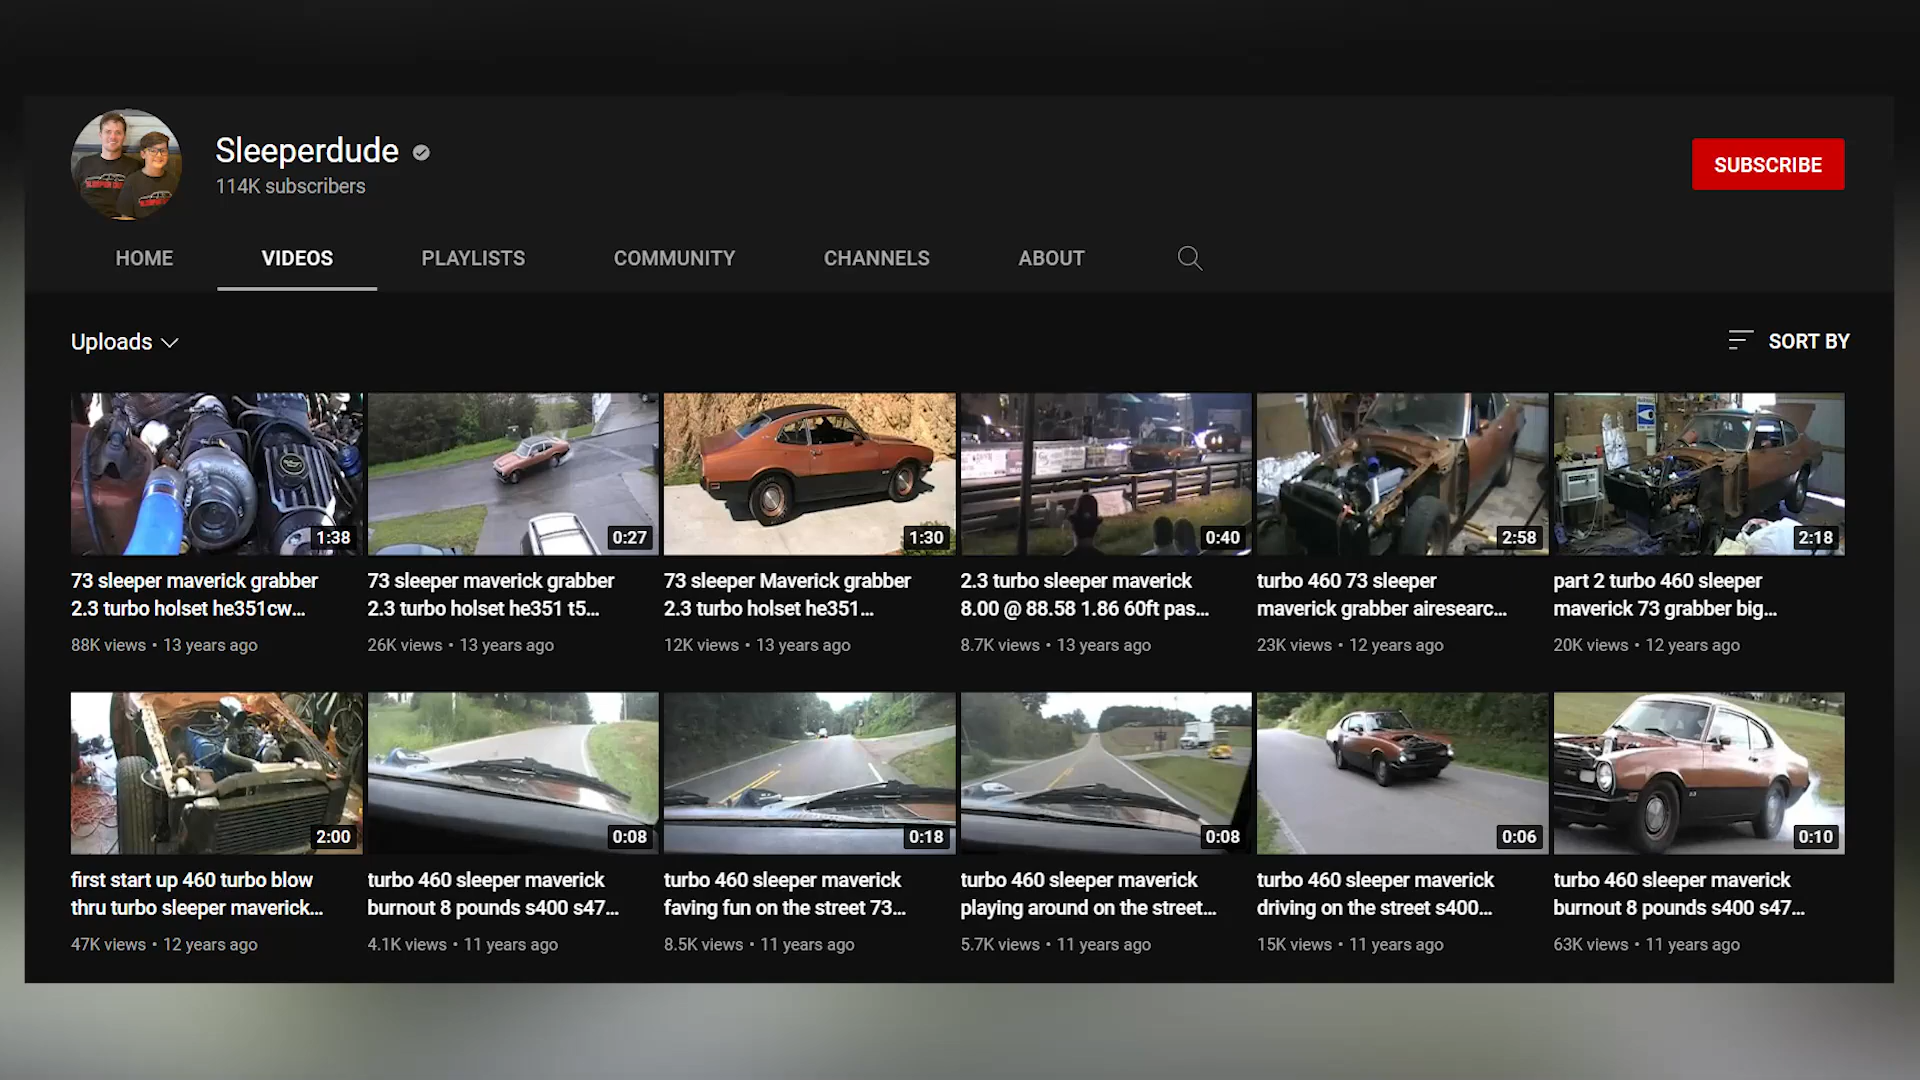 Sleeperdude
114K subscribers
SUBSCRIBE
HOME
VIDEOS
PLAYLISTS
COMMUNITY
CHANNELS
ABOUT
Uploads
SORT BY
1:38
0:27
1:30
0:40
2:58
2:18
73 sleeper maverick grabber
2.3 turbo holset he351cw...
88K views • 13 years ago
73 sleeper maverick grabber
2.3 turbo holset he351 t5...
26K views • 13 years ago
73 sleeper Maverick grabber
2.3 turbo holset he351...
12K views • 13 years ago
2.3 turbo sleeper maverick
8.00 @ 88.58 1.86 60ft pas...
8.7K views • 13 years ago
turbo 460 73 sleeper
maverick grabber airesearc...
23K views • 12 years ago
part 2 turbo 460 sleeper
maverick 73 grabber big...
20K views • 12 years ago
2:00
0:08
0:18
0:08
0:06
0:10
first start up 460 turbo blow
thru turbo sleeper maverick...
47K views • 12 years ago
turbo 460 sleeper maverick
burnout 8 pounds s400 s47...
4.1K views • 11 years ago
turbo 460 sleeper maverick
faving fun on the street 73...
8.5K views • 11 years ago
turbo 460 sleeper maverick
playing around on the street...
5.7K views • 11 years ago
turbo 460 sleeper maverick
driving on the street s400...
15K views • 11 years ago
turbo 460 sleeper maverick
burnout 8 pounds s400 s47...
63K views • 11 years ago